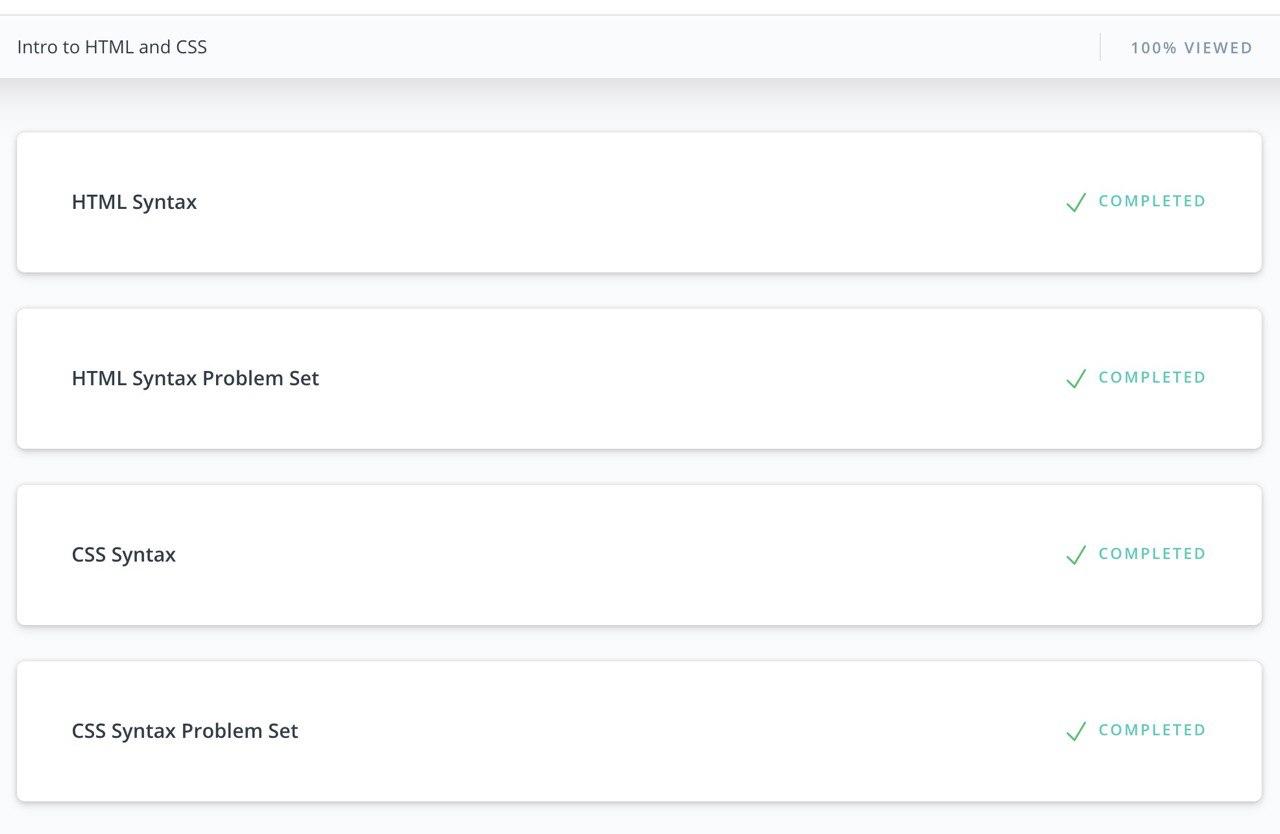 Intro to HTML and CSS
100% VIEWED
HTML Syntax
COMPLETED
HTML Syntax Problem Set
COMPLETED
CSS Syntax
COMPLETED
CSS Syntax Problem Set
COMPLETED